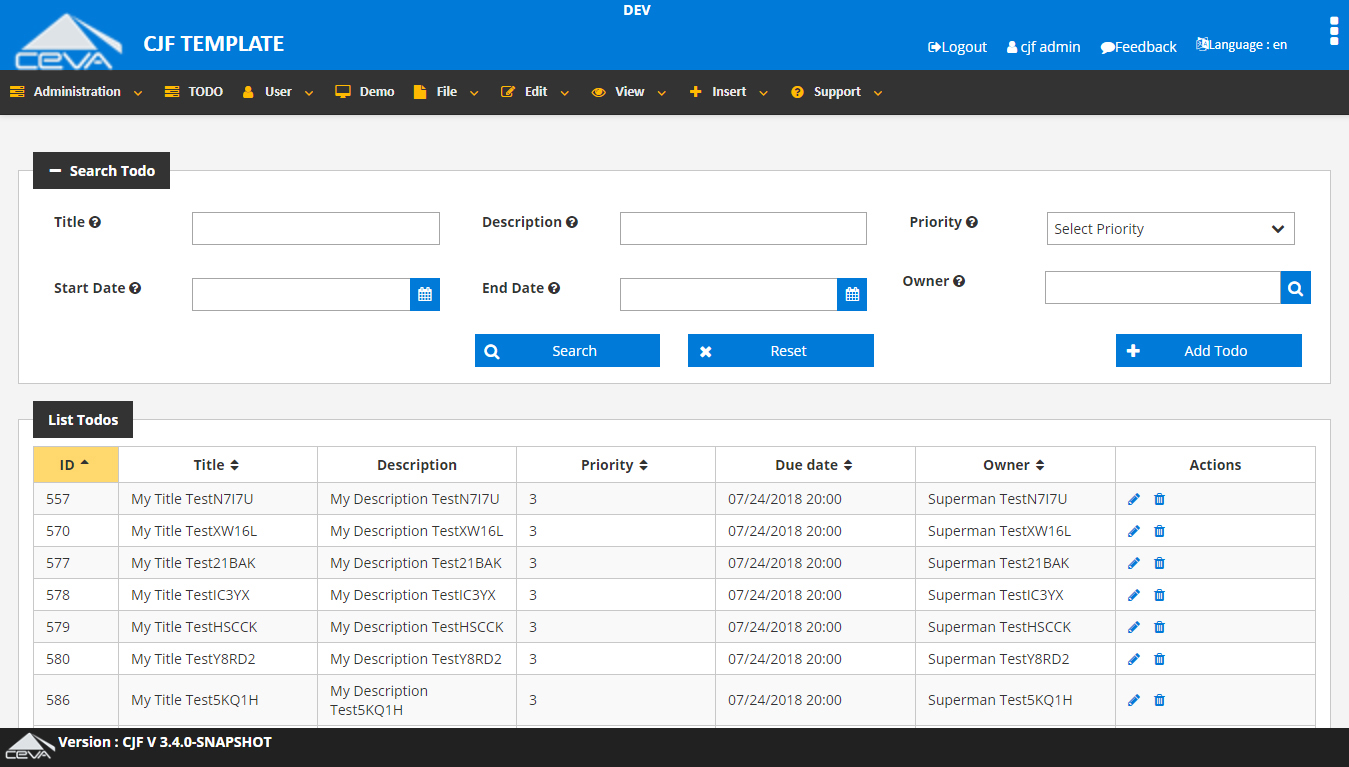 DEV
CEVA CJF TEMPLATE
Logout cjf admin Feedback Language : en
Administration TODO User Demo File Edit View Insert Support
Search Todo
Title Description Priority Select Priority
Start Date End Date Owner
Search Reset Add Todo
List Todos
ID Title Description Priority Due date Owner Actions
557 My Title TestN7I7U My Description TestN7I7U 3 07/24/2018 20:00 Superman TestN7I7U
570 My Title TestXW16L My Description TestXW16L 3 07/24/2018 20:00 Superman TestXW16L
577 My Title Test21BAK My Description Test21BAK 3 07/24/2018 20:00 Superman Test21BAK
578 My Title TestIC3YX My Description TestIC3YX 3 07/24/2018 20:00 Superman TestIC3YX
579 My Title TestHSCCK My Description TestHSCCK 3 07/24/2018 20:00 Superman TestHSCCK
580 My Title TestY8RD2 My Description TestY8RD2 3 07/24/2018 20:00 Superman TestY8RD2
586 My Title Test5KQ1H My Description Test5KQ1H 3 07/24/2018 20:00 Superman Test5KQ1H
CEVA Version : CJF V 3.4.0-SNAPSHOT